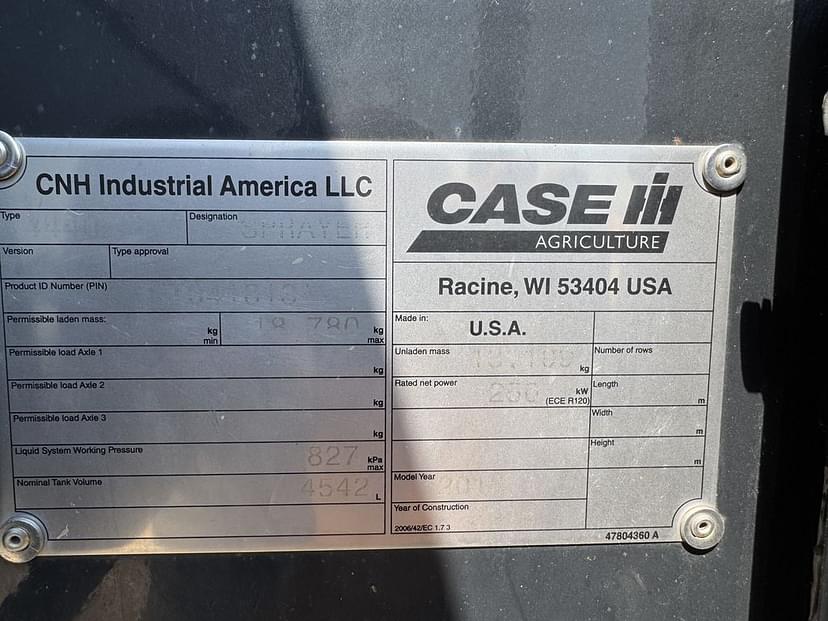 CNH Industrial America LLC
Type
Designation SPRAYER
Version
Type approval
Product ID Number (PIN)
Permissible laden mass:
kg min
18,780 kg max
Permissible load Axle 1
kg
Permissible load Axle 2
kg
Permissible load Axle 3
kg
Liquid System Working Pressure
827 kPa max
Nominal Tank Volume
4542 L
CASE IH
AGRICULTURE
Racine, WI 53404 USA
Made in:
U.S.A.
Unladen mass
kg
Number of rows
Rated net power
kW
(ECE R120)
Length
m
Width
m
Height
m
Model Year
Year of Construction
2006/42/EC 1.7 3
47804360 A